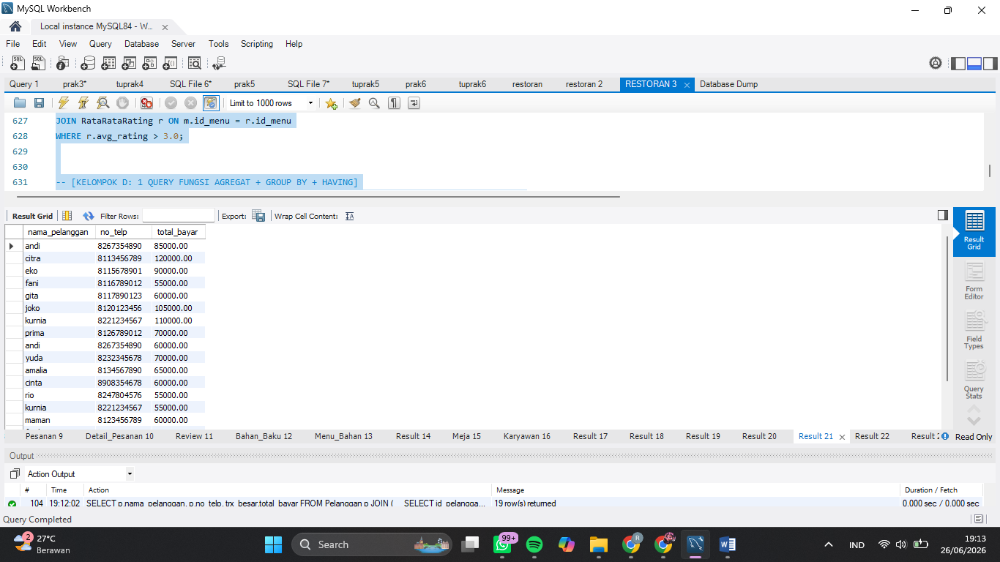 MySQL Workbench
Local instance MySQL84 - W...
File Edit View Query Database Server Tools Scripting Help
Query 1 prak3* tuprak4 SQL File 6* prak5 SQL File 7* tuprak5 prak6 tuprak6 restoran restoran 2 RESTORAN 3 Database Dump
Limit to 1000 rows
627 JOIN RataRataRating r ON m.id_menu = r.id_menu
628 WHERE r.avg_rating > 3.0;
629
630
631 -- [KELOMPOK D: 1 QUERY FUNGSI AGREGAT + GROUP BY + HAVING]
Result Grid Filter Rows: Export: Wrap Cell Content:
nama_pelanggan no_telp total_bayar
andi 8267354890 85000.00
citra 8113456789 120000.00
eko 8115678901 90000.00
fani 8116789012 55000.00
gita 8117890123 60000.00
joko 8120123456 105000.00
kurnia 8221234567 110000.00
prima 8126789012 70000.00
andi 8267354890 60000.00
yuda 8232345678 70000.00
amalia 8134567890 65000.00
cinta 8908354678 60000.00
rio 8247804576 55000.00
kurnia 8221234567 55000.00
maman 8123456789 60000.00
Result
Grid
Form
Editor
Field
Types
Query
Stats
Pesanan 9 Detail_Pesanan 10 Review 11 Bahan_Baku 12 Menu_Bahan 13 Result 14 Meja 15 Karyawan 16 Result 17 Result 18 Result 19 Result 20 Result 21 Result 22 Result 2 Read Only
Output
Action Output
# Time Action Message Duration / Fetch
104 19:12:02 SELECT p.nama_pelanggan, p.no_telp, trx_besar.total_bayar FROM Pelanggan p JOIN ( SELECT id_pelangga... 19 row(s) returned 0.000 sec / 0.000 sec
Query Completed
2
27°C
Berawan
Search
99+
R
IND
19:13
26/06/2026